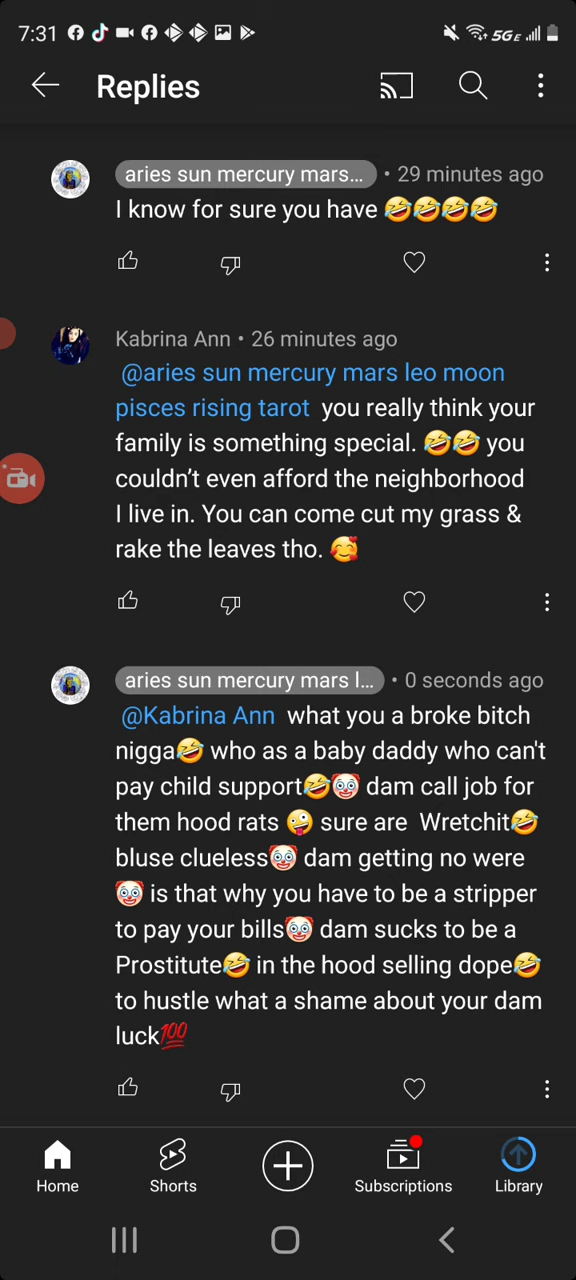 7:31
5GE
Replies
aries sun mercury mars... • 29 minutes ago
I know for sure you have 🤣🤣🤣🤣
Kabrina Ann • 26 minutes ago
@aries sun mercury mars leo moon
pisces rising tarot you really think your
family is something special. 🤣🤣 you
couldn't even afford the neighborhood
I live in. You can come cut my grass &
rake the leaves tho. 🥰
aries sun mercury mars l... • 0 seconds ago
@Kabrina Ann what you a broke bitch
nigga🤣 who as a baby daddy who can't
pay child support🤣🤡 dam call job for
them hood rats 🤪 sure are Wretchit🤣
bluse clueless🤡 dam getting no were
🤡 is that why you have to be a stripper
to pay your bills🤡 dam sucks to be a
Prostitute🤣 in the hood selling dope🤣
to hustle what a shame about your dam
luck💯
Home Shorts Subscriptions Library